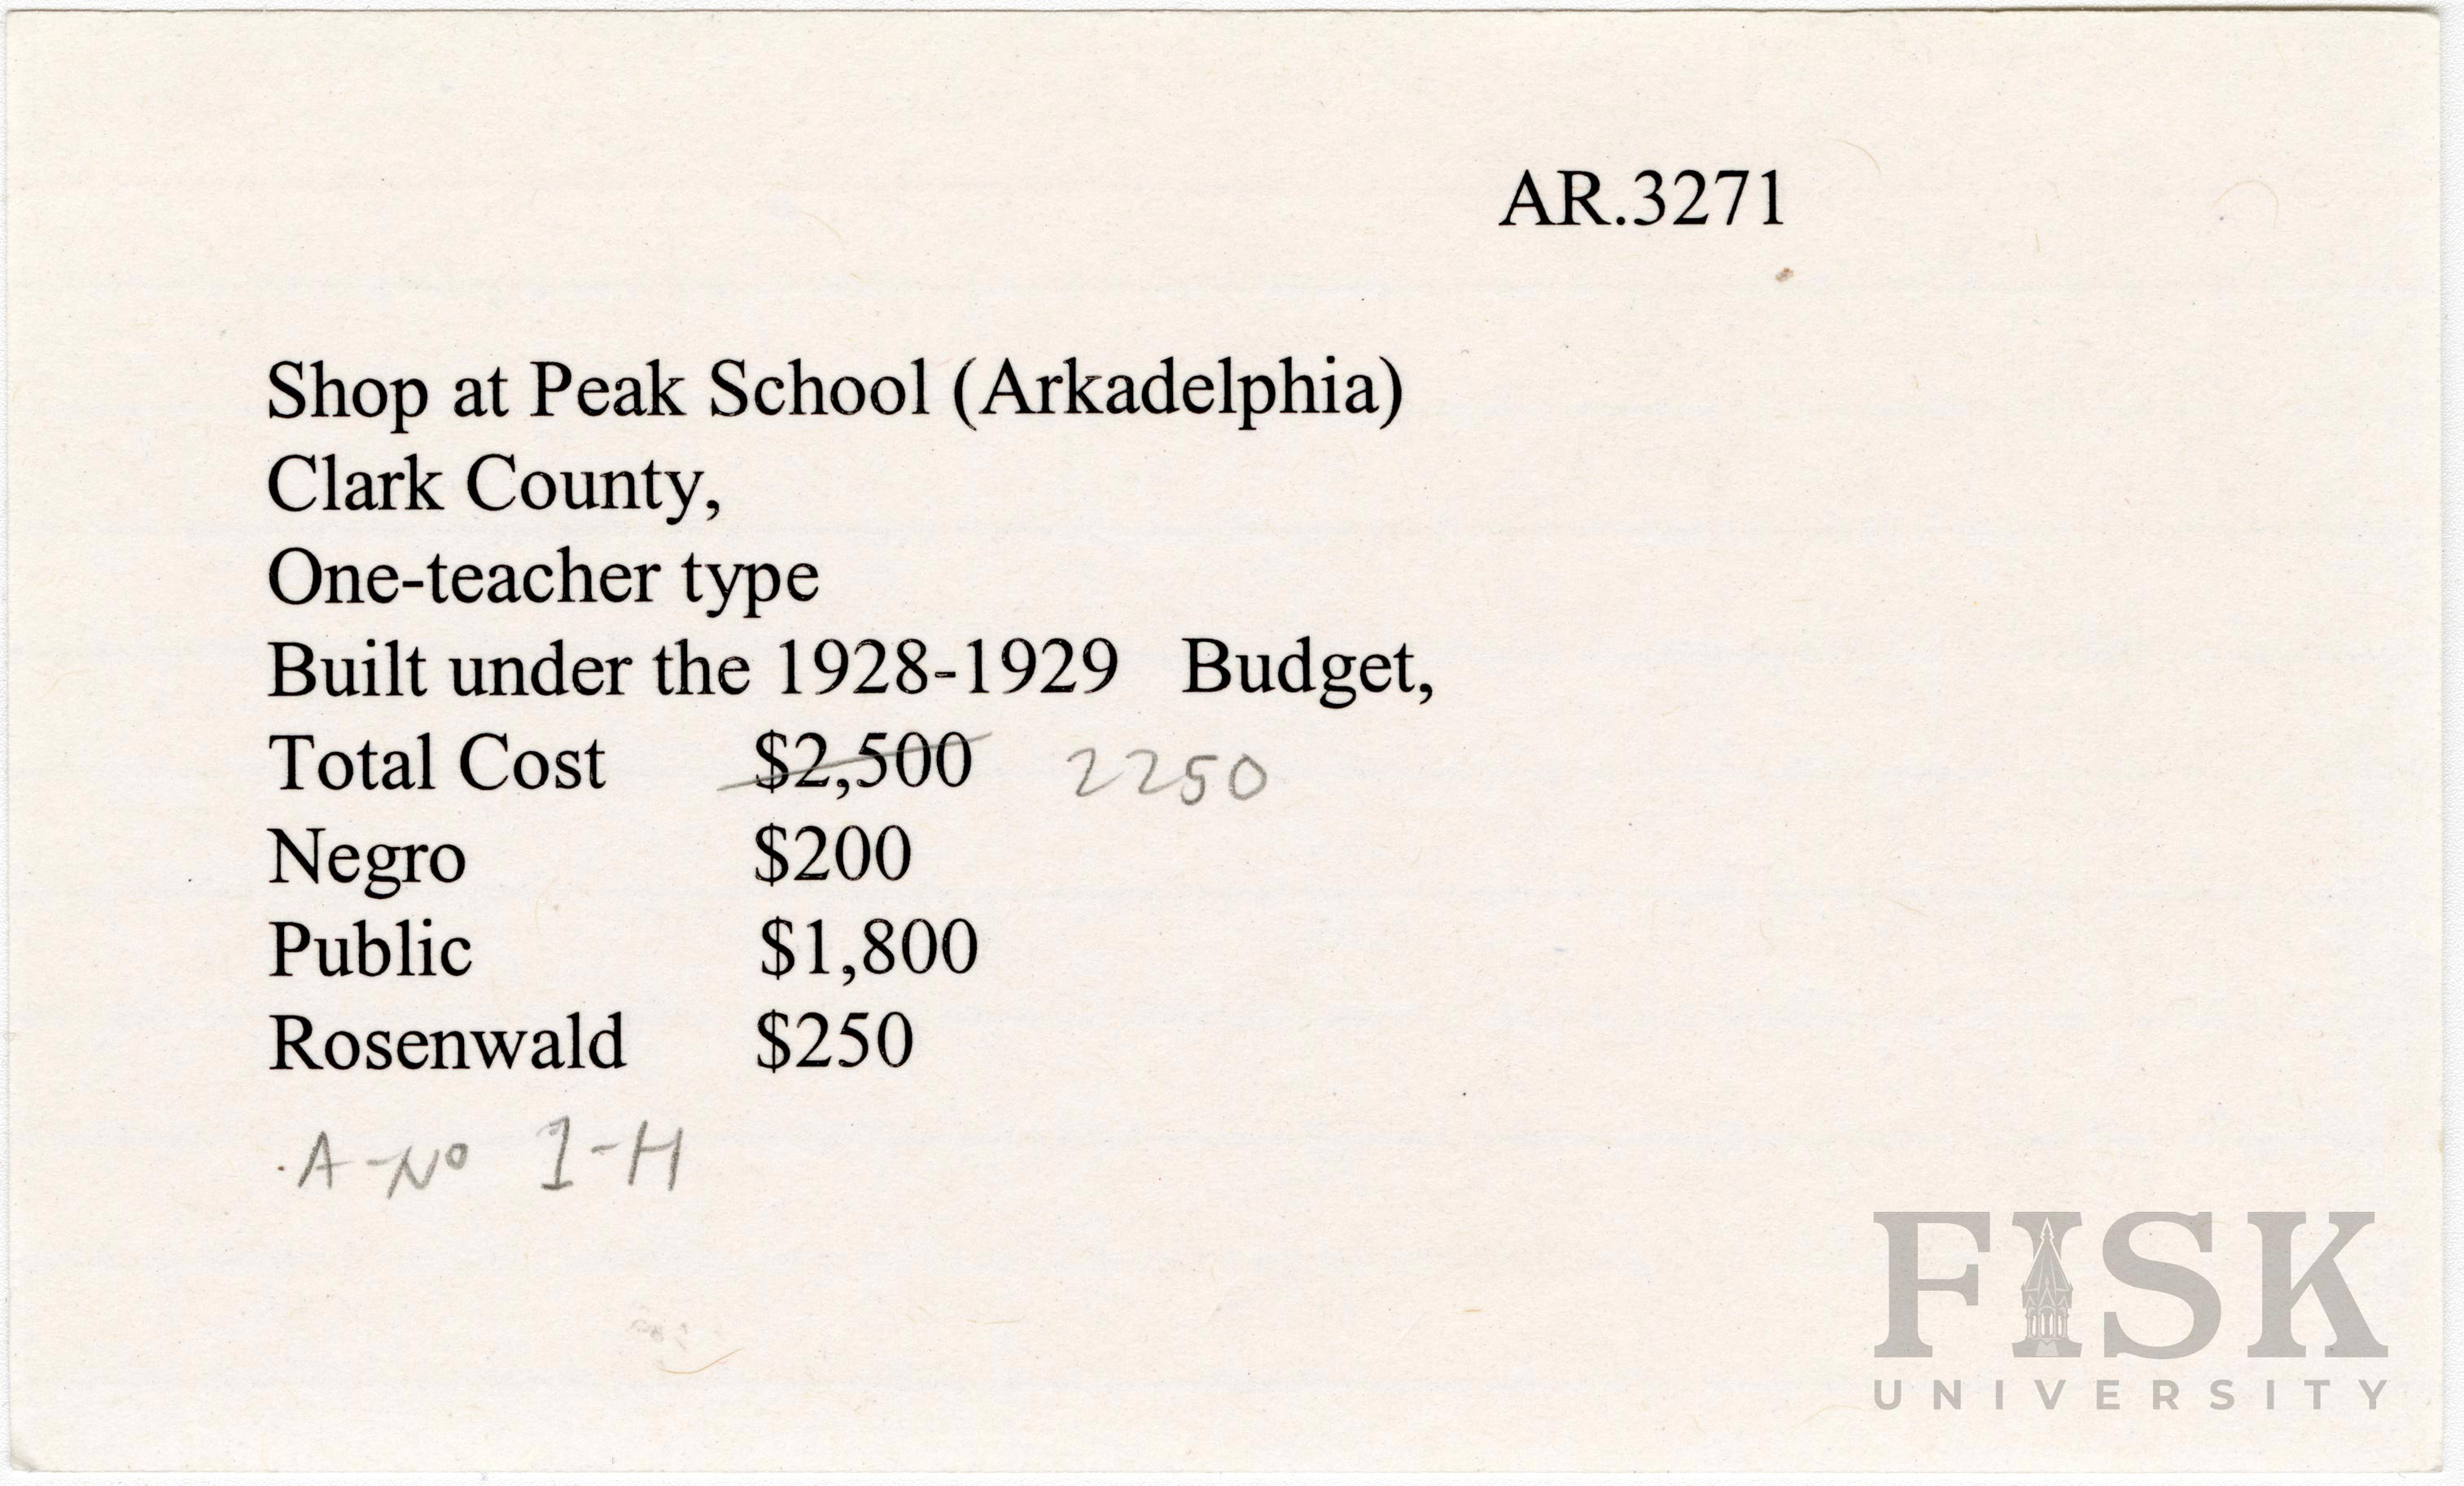 AR.3271
Shop at Peak School (Arkadelphia)
Clark County,
One-teacher type
Built under the 1928-1929 Budget,
Total Cost $2,500 2250
Negro $200
Public $1,800
Rosenwald $250
A-No 1-H
FISK
UNIVERSITY